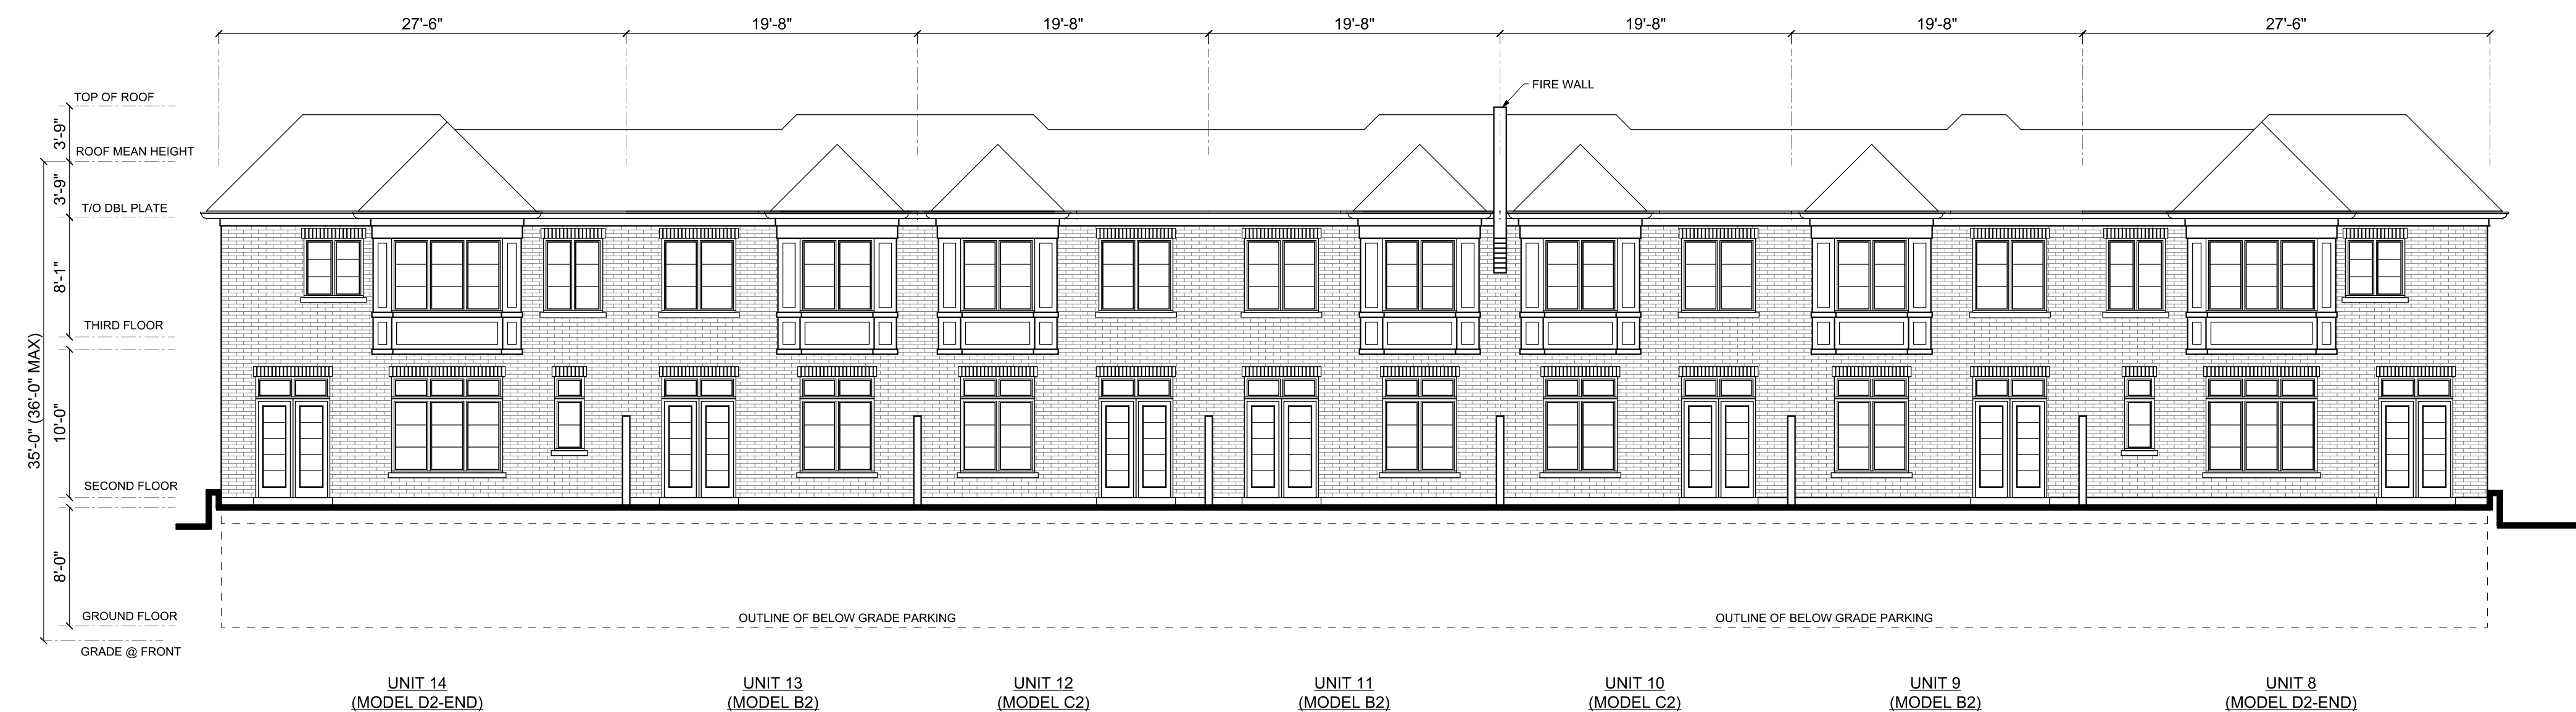 27'-6"
19'-8"
19'-8"
19'-8"
19'-8"
19'-8"
27'-6"
FIRE WALL
TOP OF ROOF
3'-9"
ROOF MEAN HEIGHT
3'-9"
T/O DBL PLATE
8'-1"
THIRD FLOOR
35'-0" (36'-0" MAX)
10'-0"
SECOND FLOOR
8'-0"
GROUND FLOOR
GRADE @ FRONT
OUTLINE OF BELOW GRADE PARKING
OUTLINE OF BELOW GRADE PARKING
UNIT 14
(MODEL D2-END)
UNIT 13
(MODEL B2)
UNIT 12
(MODEL C2)
UNIT 11
(MODEL B2)
UNIT 10
(MODEL C2)
UNIT 9
(MODEL B2)
UNIT 8
(MODEL D2-END)